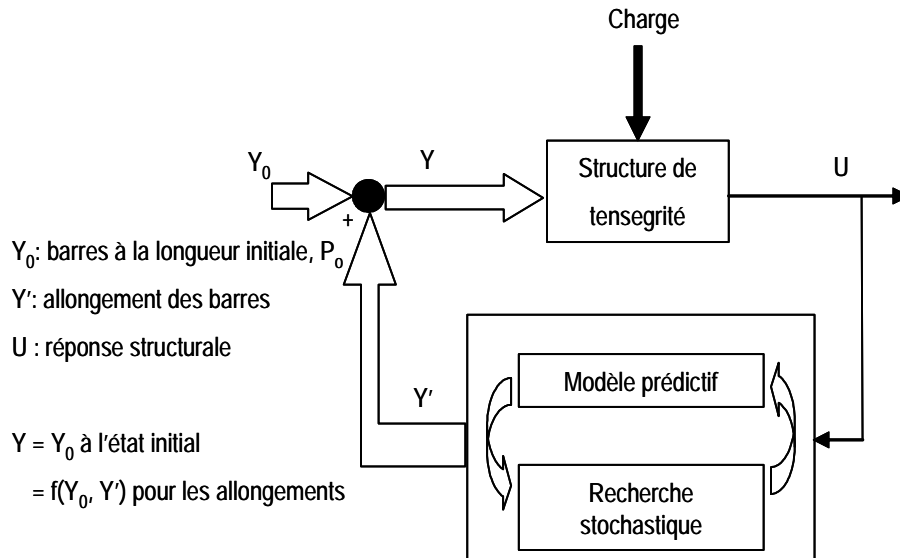 Charge
Y₀
Y
Structure de
tensegrité
U
+
Y₀: barres à la longueur initiale, P₀
Y': allongement des barres
U : réponse structurale
Y'
Modèle prédictif
Y = Y₀ à l'état initial
= f(Y₀, Y') pour les allongements
Recherche
stochastique